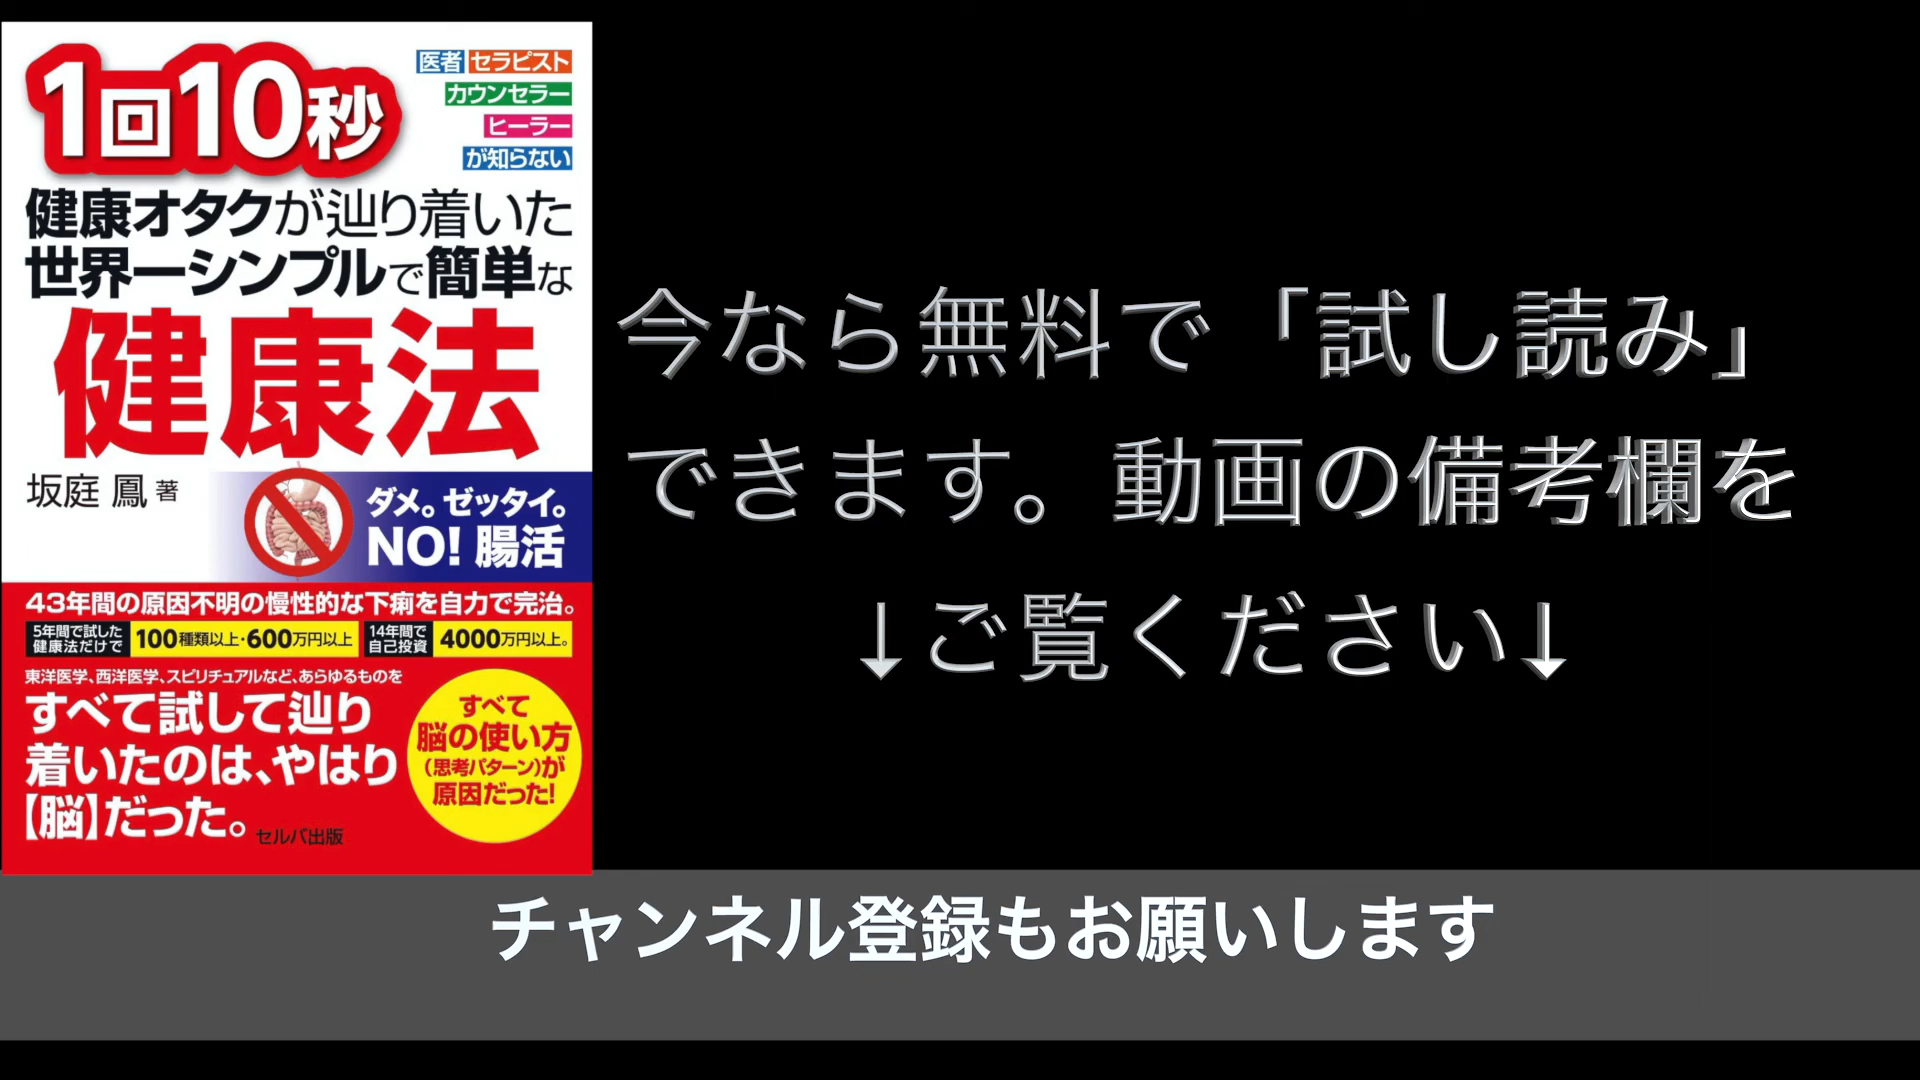 1回10秒
医者 セラピスト
カウンセラー
ヒーラー
が知らない
健康オタクが辿り着いた
世界一シンプルで簡単な
健康法
坂庭 鳳 著
ダメ。ゼッタイ。
NO! 腸活
43年間の原因不明の慢性的な下痢を自力で完治。
5年間で試した
健康法だけで
100種類以上・600万円以上
14年間で
自己投資
4000万円以上。
東洋医学、西洋医学、スピリチュアルなど、あらゆるものを
すべて試して辿り
着いたのは、やはり
【脳】だった。
すべて
脳の使い方
(思考パターン)が
原因だった!
セルバ出版
今なら無料で「試し読み」
できます。動画の備考欄を
↓ご覧ください↓
チャンネル登録もお願いします